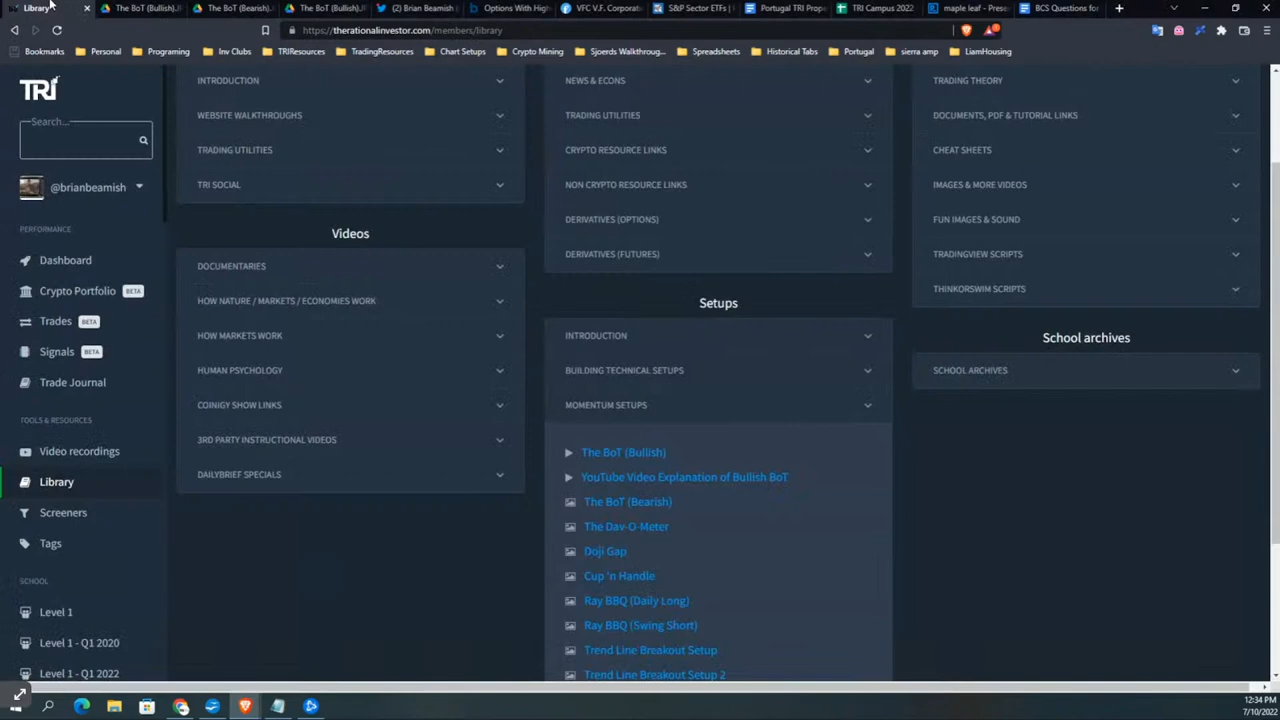 Library
The BoT (Bullish).JP
The BoT (Bearish).JP
The BoT (Bullish).JP
(2) Brian Beamish
Options With High
VFC V.F. Corporati
S&P Sector ETFs |
Portugal TRI Prope
TRI Campus 2022
maple leaf - Prese
BCS Questions for
https://therationalinvestor.com/members/library
Bookmarks
Personal
Programing
Inv Clubs
TRIResources
TradingResources
Chart Setups
Crypto Mining
Sjoerds Walkthroug...
Spreadsheets
Historical Tabs
Portugal
sierra amp
LiamHousing
TRi
Search...
@brianbeamish
PERFORMANCE
Dashboard
Crypto Portfolio BETA
Trades BETA
Signals BETA
Trade Journal
TOOLS & RESOURCES
Video recordings
Library
Screeners
Tags
SCHOOL
Level 1
Level 1 - Q1 2020
Level 1 - Q1 2022
INTRODUCTION
WEBSITE WALKTHROUGHS
TRADING UTILITIES
TRI SOCIAL
Videos
DOCUMENTARIES
HOW NATURE / MARKETS / ECONOMIES WORK
HOW MARKETS WORK
HUMAN PSYCHOLOGY
COINIGY SHOW LINKS
3RD PARTY INSTRUCTIONAL VIDEOS
DAILYBRIEF SPECIALS
NEWS & ECONS
TRADING UTILITIES
CRYPTO RESOURCE LINKS
NON CRYPTO RESOURCE LINKS
DERIVATIVES (OPTIONS)
DERIVATIVES (FUTURES)
Setups
INTRODUCTION
BUILDING TECHNICAL SETUPS
MOMENTUM SETUPS
The BoT (Bullish)
YouTube Video Explanation of Bullish BoT
The BoT (Bearish)
The Dav-O-Meter
Doji Gap
Cup 'n Handle
Ray BBQ (Daily Long)
Ray BBQ (Swing Short)
Trend Line Breakout Setup
Trend Line Breakout Setup 2
TRADING THEORY
DOCUMENTS, PDF & TUTORIAL LINKS
CHEAT SHEETS
IMAGES & MORE VIDEOS
FUN IMAGES & SOUND
TRADINGVIEW SCRIPTS
THINKORSWIM SCRIPTS
School archives
SCHOOL ARCHIVES
12:34 PM
7/10/2022